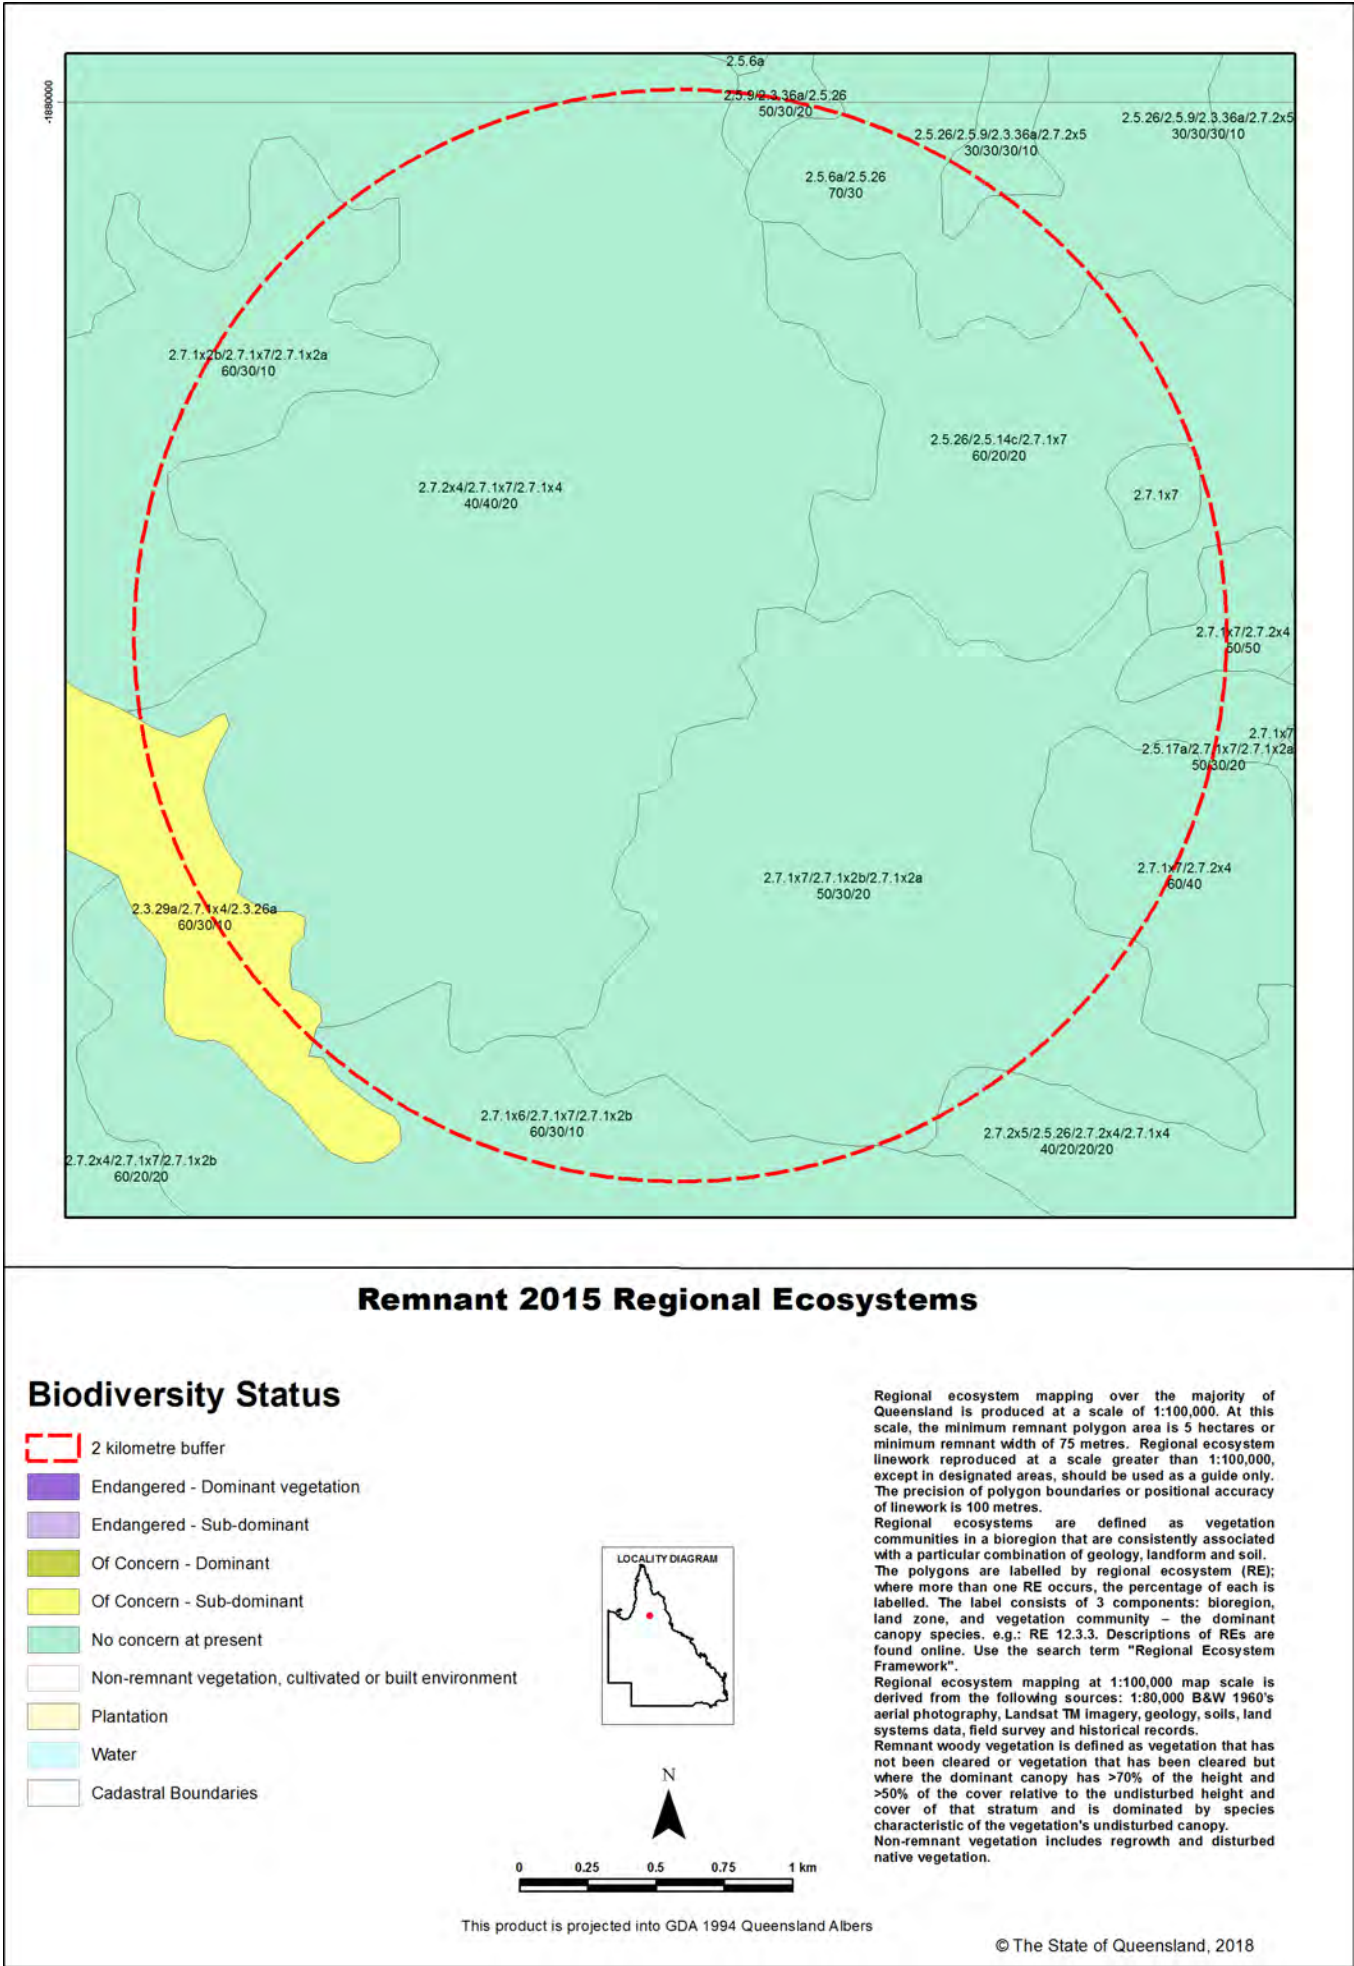 -1880000
2.5.6a
2.5.9/2.3.36a/2.5.26
50/30/20
2.5.26/2.5.9/2.3.36a/2.7.2x5
30/30/30/10
2.5.26/2.5.9/2.3.36a/2.7.2x5
30/30/30/10
2.5.6a/2.5.26
70/30
2.7.1x2b/2.7.1x7/2.7.1x2a
60/30/10
2.5.26/2.5.14c/2.7.1x7
60/20/20
2.7.2x4/2.7.1x7/2.7.1x4
40/40/20
2.7.1x7
2.7.1x7/2.7.2x4
50/50
2.7.1x7
2.5.17a/2.7.1x7/2.7.1x2a
50/30/20
2.7.1x7/2.7.1x2b/2.7.1x2a
50/30/20
2.7.1x7/2.7.2x4
60/40
2.3.29a/2.7.1x4/2.3.26a
60/30/10
2.7.1x6/2.7.1x7/2.7.1x2b
60/30/10
2.7.2x5/2.5.26/2.7.2x4/2.7.1x4
40/20/20/20
2.7.2x4/2.7.1x7/2.7.1x2b
60/20/20
Remnant 2015 Regional Ecosystems
Biodiversity Status
2 kilometre buffer
Endangered - Dominant vegetation
Endangered - Sub-dominant
Of Concern - Dominant
Of Concern - Sub-dominant
No concern at present
Non-remnant vegetation, cultivated or built environment
Plantation
Water
Cadastral Boundaries
LOCALITY DIAGRAM
N
0 0.25 0.5 0.75 1 km
This product is projected into GDA 1994 Queensland Albers
Regional ecosystem mapping over the majority of
Queensland is produced at a scale of 1:100,000. At this
scale, the minimum remnant polygon area is 5 hectares or
minimum remnant width of 75 metres. Regional ecosystem
linework reproduced at a scale greater than 1:100,000,
except in designated areas, should be used as a guide only.
The precision of polygon boundaries or positional accuracy
of linework is 100 metres.
Regional ecosystems are defined as vegetation
communities in a bioregion that are consistently associated
with a particular combination of geology, landform and soil.
The polygons are labelled by regional ecosystem (RE);
where more than one RE occurs, the percentage of each is
labelled. The label consists of 3 components: bioregion,
land zone, and vegetation community – the dominant
canopy species. e.g.: RE 12.3.3. Descriptions of REs are
found online. Use the search term "Regional Ecosystem
Framework".
Regional ecosystem mapping at 1:100,000 map scale is
derived from the following sources: 1:80,000 B&W 1960's
aerial photography, Landsat TM imagery, geology, soils, land
systems data, field survey and historical records.
Remnant woody vegetation is defined as vegetation that has
not been cleared or vegetation that has been cleared but
where the dominant canopy has >70% of the height and
>50% of the cover relative to the undisturbed height and
cover of that stratum and is dominated by species
characteristic of the vegetation's undisturbed canopy.
Non-remnant vegetation includes regrowth and disturbed
native vegetation.
© The State of Queensland, 2018